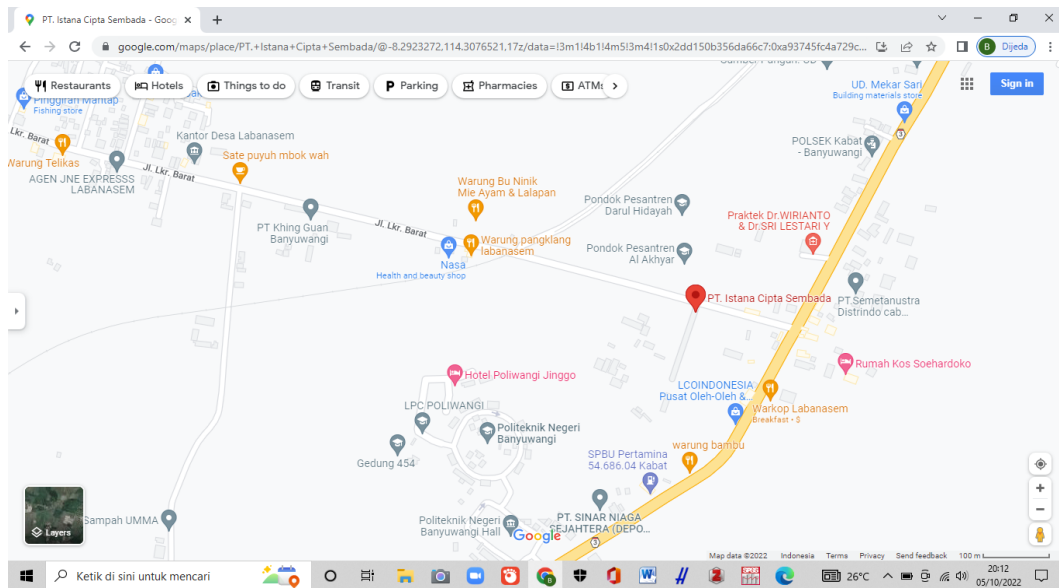 PT. Istana Cipta Sembada - Goog
google.com/maps/place/PT.+Istana+Cipta+Sembada/@-8.2923272,114.3076521,17z/data=!3m1!4b1!4m5!3m4!1s0x2dd150b356da66c7:0xa93745fc4a729c...
B Dijeda
Restaurants
Hotels
Things to do
Transit
Parking
Pharmacies
ATMs
Sign in
UD. Mekar Sari
Building materials store
Pinggiran Mantap
Fishing store
Lkr. Barat
Kantor Desa Labanasem
3
POLSEK Kabat
- Banyuwangi
Warung Telikas
Sate puyuh mbok wah
AGEN JNE EXPRESSS
LABANASEM
Jl. Lkr. Barat
Warung Bu Ninik
Mie Ayam & Lalapan
Pondok Pesantren
Darul Hidayah
Praktek Dr.WIRIANTO
& Dr.SRI LESTARI Y
PT Khing Guan
Banyuwangi
Jl. Lkr. Barat
Warung pangklang
labanasem
Pondok Pesantren
Al Akhyar
Nasa
Health and beauty shop
PT. Istana Cipta Sembada
PT.Semetanustra
Distrindo cab...
Rumah Kos Soehardoko
Hotel Poliwangi Jinggo
LCOINDONESIA
Pusat Oleh-Oleh &...
LPC POLIWANGI
Warkop Labanasem
Breakfast - $
Politeknik Negeri
Banyuwangi
Gedung 454
warung bambu
SPBU Pertamina
54.686.04 Kabat
Sampah UMMA
Layers
Politeknik Negeri
Banyuwangi Hall
Google
PT. SINAR NIAGA
SEJAHTERA (DEPO...
3
Map data ©2022 Indonesia Terms Privacy Send feedback 100 m
Ketik di sini untuk mencari
26°C
20:12
05/10/2022